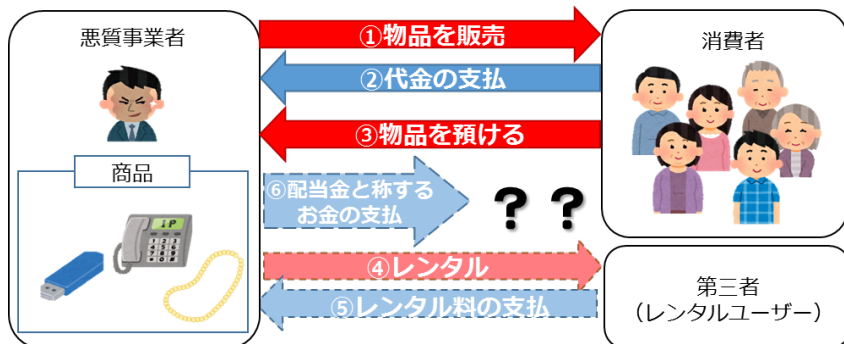 悪質事業者
①物品を販売
消費者
②代金の支払
③物品を預ける
商品
iP
⑥配当金と称する
お金の支払
？？
④レンタル
⑤レンタル料の支払
第三者
（レンタルユーザー）